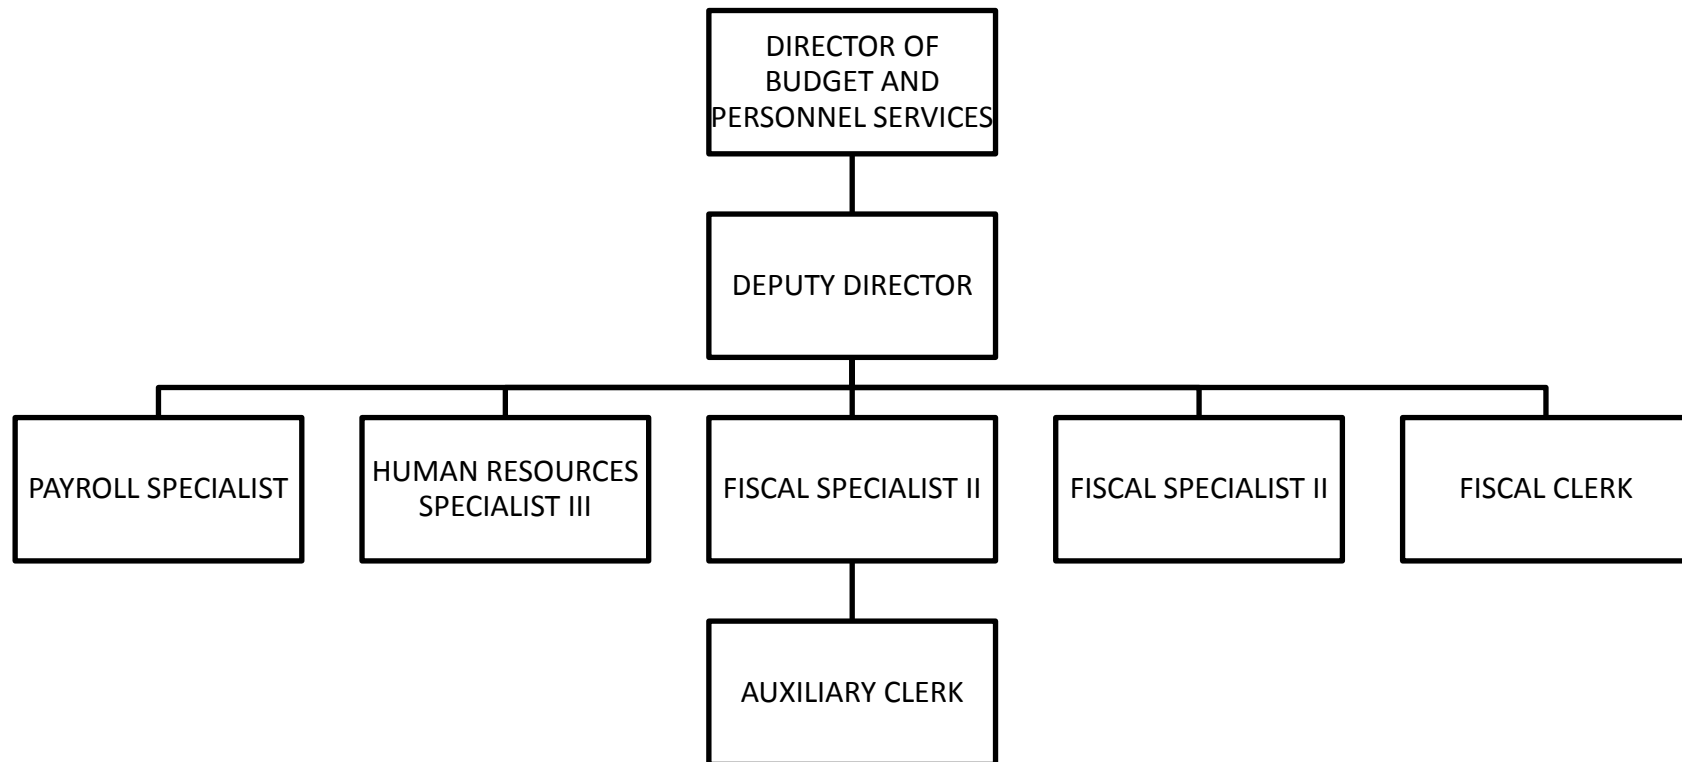 DIRECTOR OF
BUDGET AND
PERSONNEL SERVICES
DEPUTY DIRECTOR
PAYROLL SPECIALIST
HUMAN RESOURCES
SPECIALIST III
FISCAL SPECIALIST II
FISCAL SPECIALIST II
FISCAL CLERK
AUXILIARY CLERK